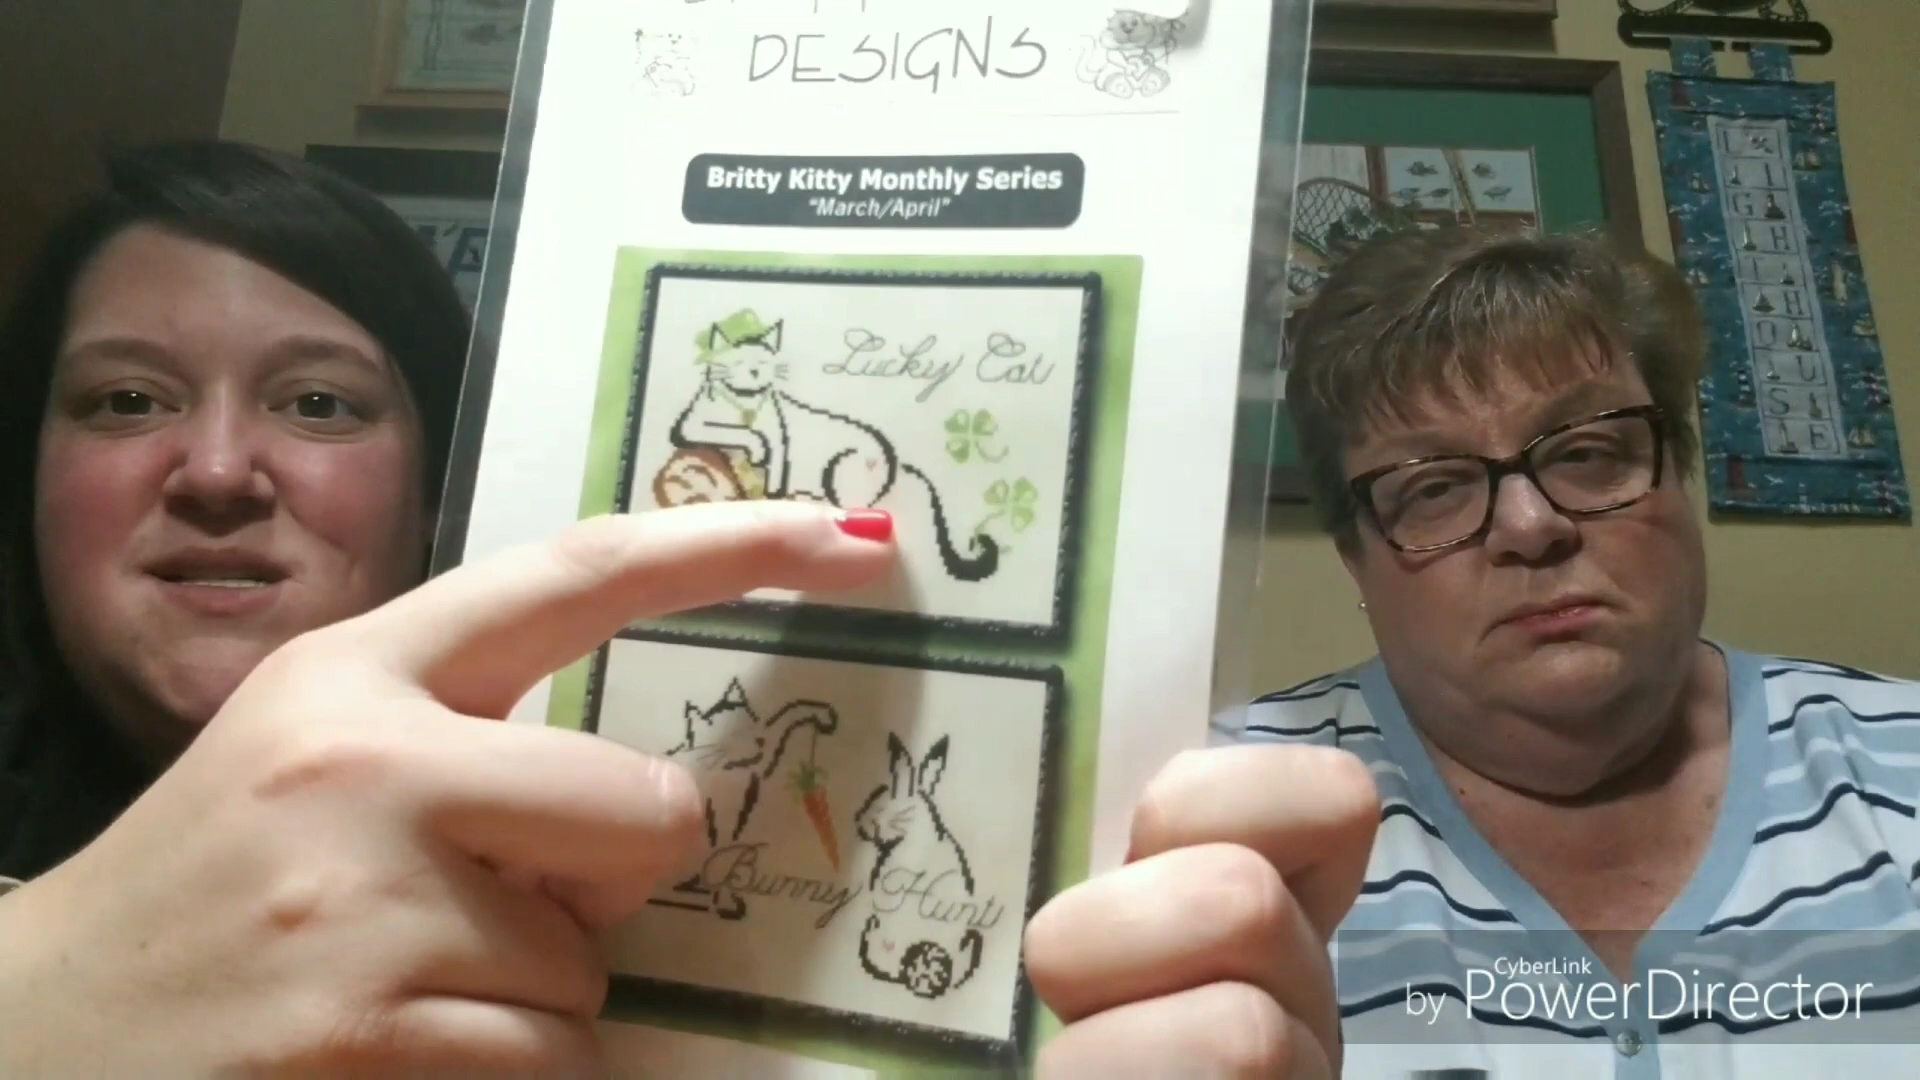 DESIGNS
Britty Kitty Monthly Series
"March/April"
Lucky Cat
Bunny Hunt
LIGHTHOUSE
CyberLink
by PowerDirector